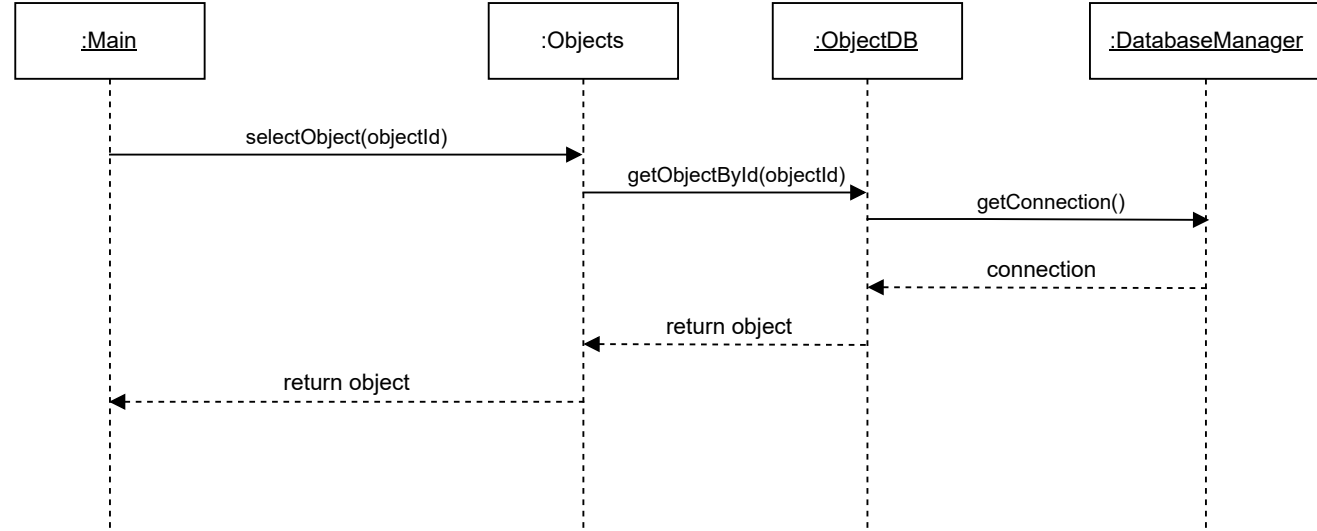 :Main
:Objects
:ObjectDB
:DatabaseManager
selectObject(objectId)
getObjectById(objectId)
getConnection()
connection
return object
return object